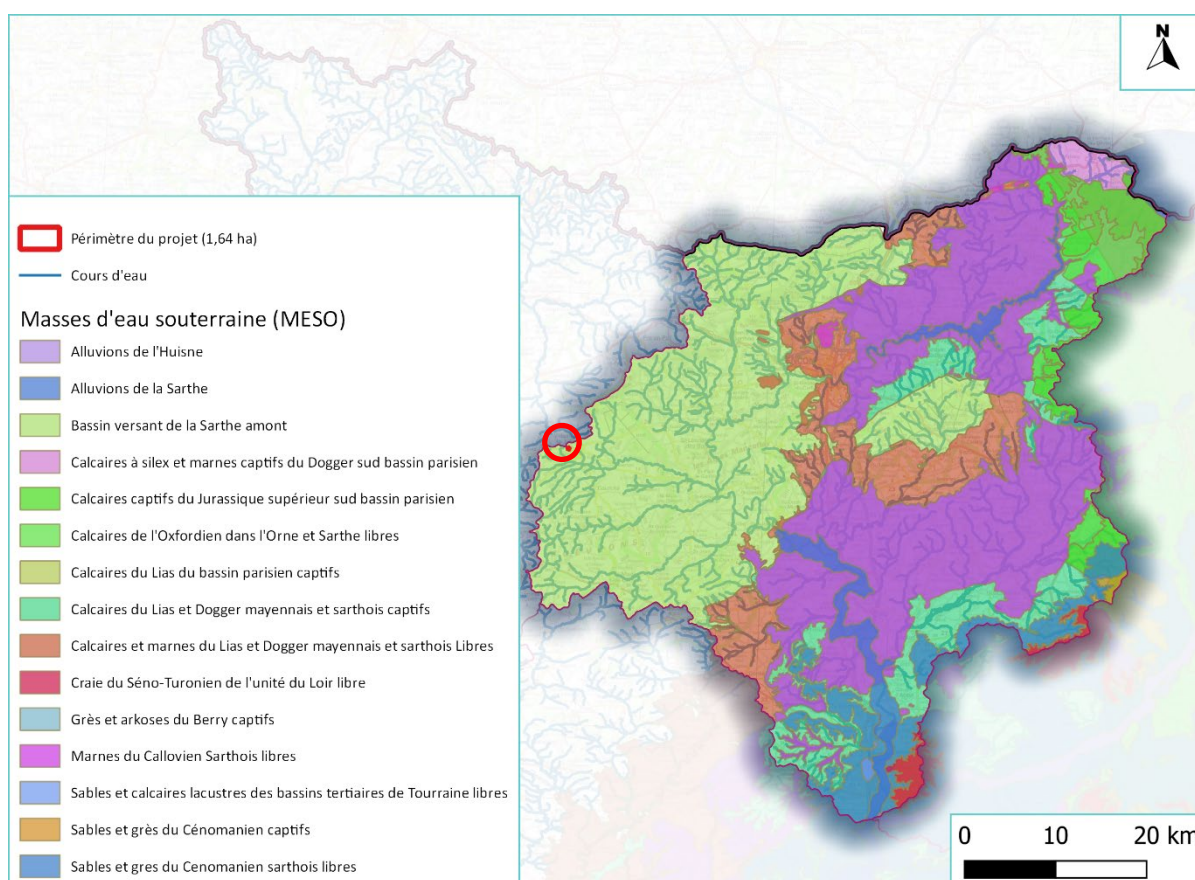 N
Périmètre du projet (1,64 ha)
Cours d'eau
Masses d'eau souterraine (MESO)
Alluvions de l'Huisne
Alluvions de la Sarthe
Bassin versant de la Sarthe amont
Calcaires à silex et marnes captifs du Dogger sud bassin parisien
Calcaires captifs du Jurassique supérieur sud bassin parisien
Calcaires de l'Oxfordien dans l'Orne et Sarthe libres
Calcaires du Lias du bassin parisien captifs
Calcaires du Lias et Dogger mayennais et sarthois captifs
Calcaires et marnes du Lias et Dogger mayennais et sarthois Libres
Craie du Séno-Turonien de l'unité du Loir libre
Grès et arkoses du Berry captifs
Marnes du Callovien Sarthois libres
Sables et calcaires lacustres des bassins tertiaires de Tourraine libres
Sables et grès du Cénomanien captifs
Sables et gres du Cenomanien sarthois libres
0 10 20 km